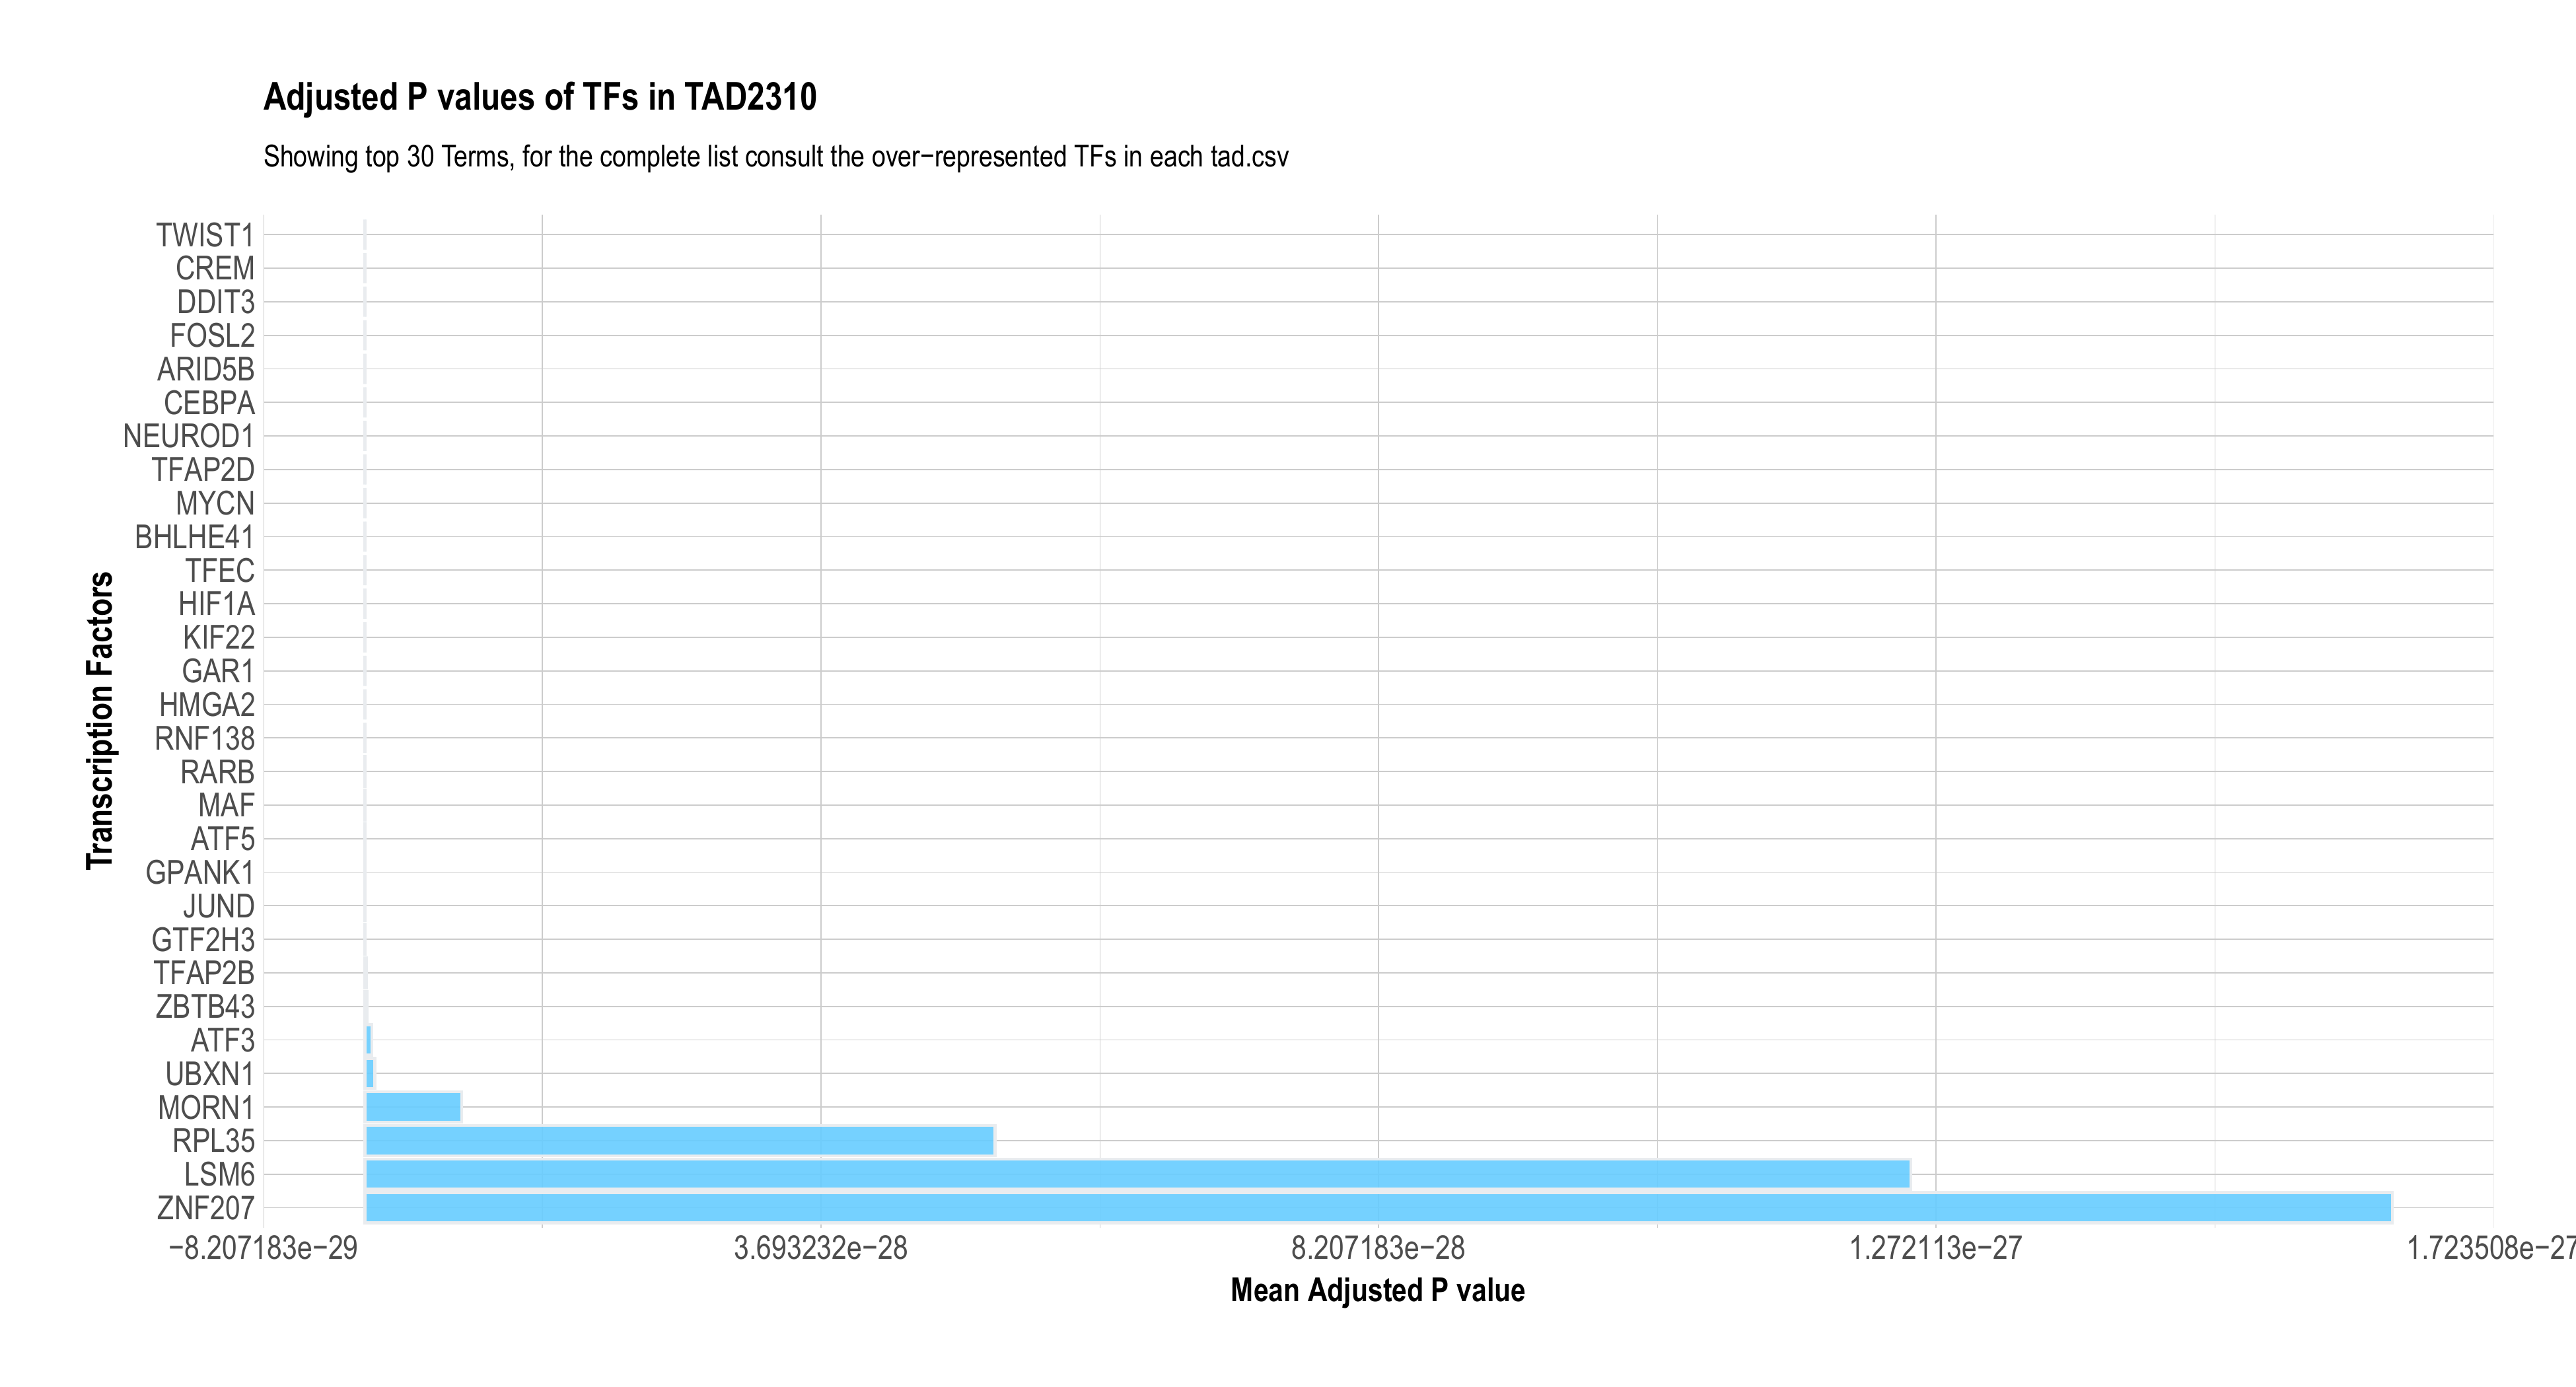 Adjusted P values of TFs in TAD2310
Showing top 30 Terms, for the complete list consult the over−represented TFs in each tad.csv
Transcription Factors
TWIST1
CREM
DDIT3
FOSL2
ARID5B
CEBPA
NEUROD1
TFAP2D
MYCN
BHLHE41
TFEC
HIF1A
KIF22
GAR1
HMGA2
RNF138
RARB
MAF
ATF5
GPANK1
JUND
GTF2H3
TFAP2B
ZBTB43
ATF3
UBXN1
MORN1
RPL35
LSM6
ZNF207
−8.207183e−29 3.693232e−28 8.207183e−28 1.272113e−27 1.723508e−27
Mean Adjusted P value